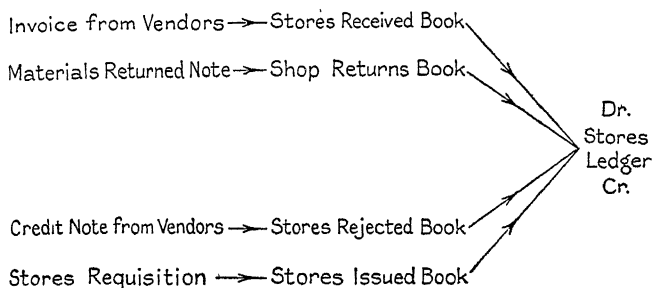 Invoice from Vendors Stores Received Book
Materials Returned Note Shop Returns Book
Dr.
Stores
Ledger
Cr.
Credit Note from Vendors Stores Rejected Book
Stores Requisition Stores Issued Book